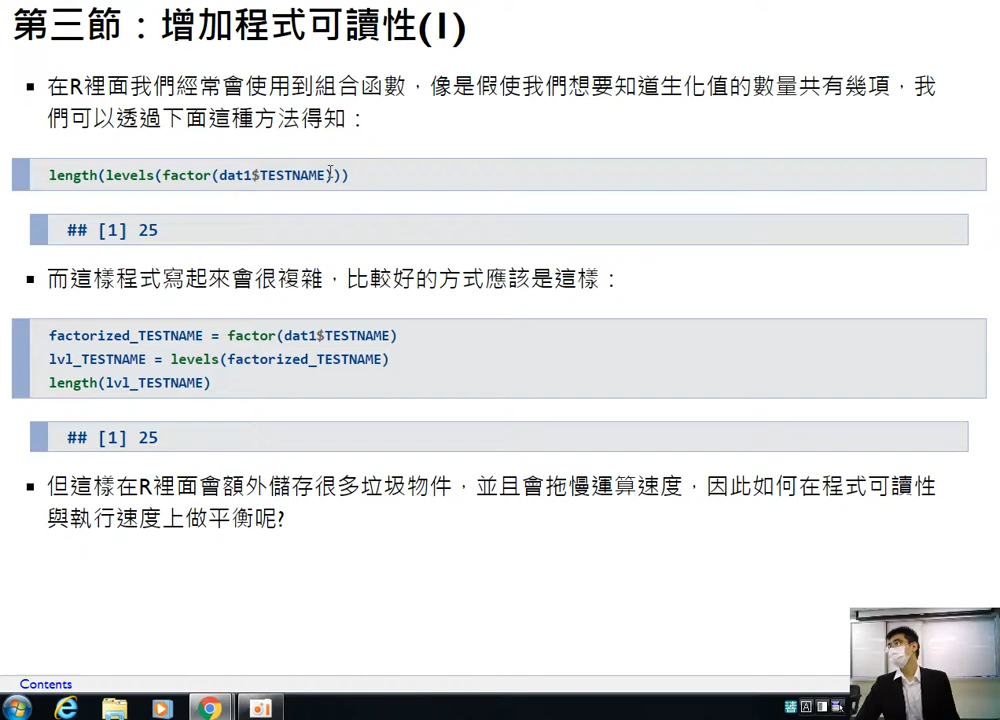 第三節：增加程式可讀性(1)
在R裡面我們經常會使用到組合函數，像是假使我們想要知道生化值的數量共有幾項，我
們可以透過下面這種方法得知：
length(levels(factor(dat1$TESTNAME)))
## [1] 25
而這樣程式寫起來會很複雜，比較好的方式應該是這樣：
factorized_TESTNAME = factor(dat1$TESTNAME)
lvl_TESTNAME = levels(factorized_TESTNAME)
length(lvl_TESTNAME)
## [1] 25
但這樣在R裡面會額外儲存很多垃圾物件，並且會拖慢運算速度，因此如何在程式可讀性
與執行速度上做平衡呢?
Contents